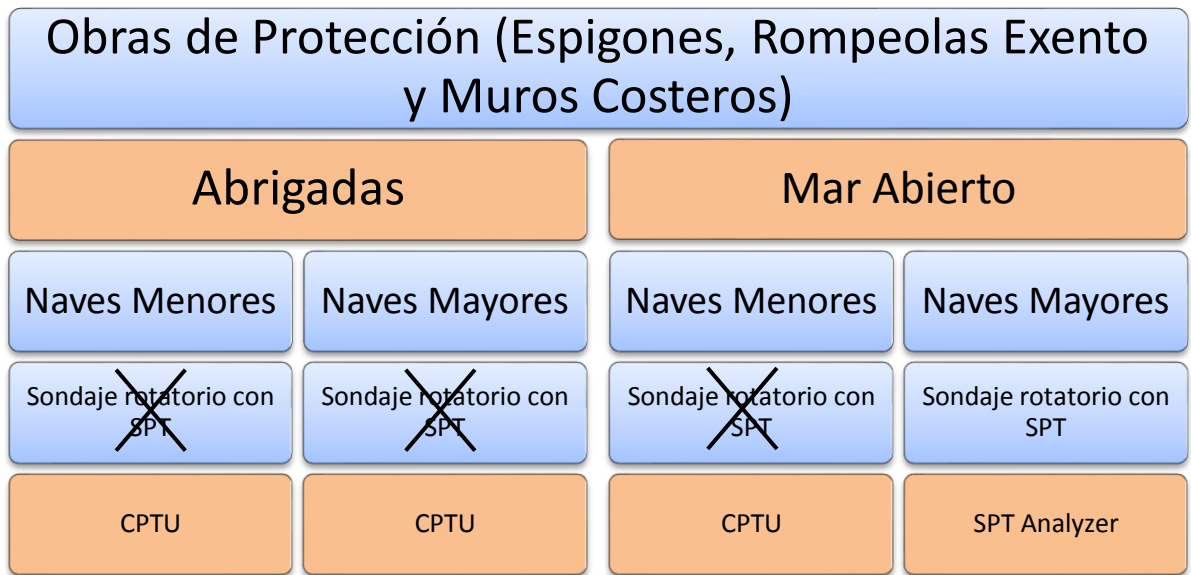 Obras de Protección (Espigones, Rompeolas Exento
y Muros Costeros)
Abrigadas
Mar Abierto
Naves Menores
Naves Mayores
Naves Menores
Naves Mayores
Sondaje rotatorio con
SPT
Sondaje rotatorio con
SPT
Sondaje rotatorio con
SPT
Sondaje rotatorio con
SPT
CPTU
CPTU
CPTU
SPT Analyzer